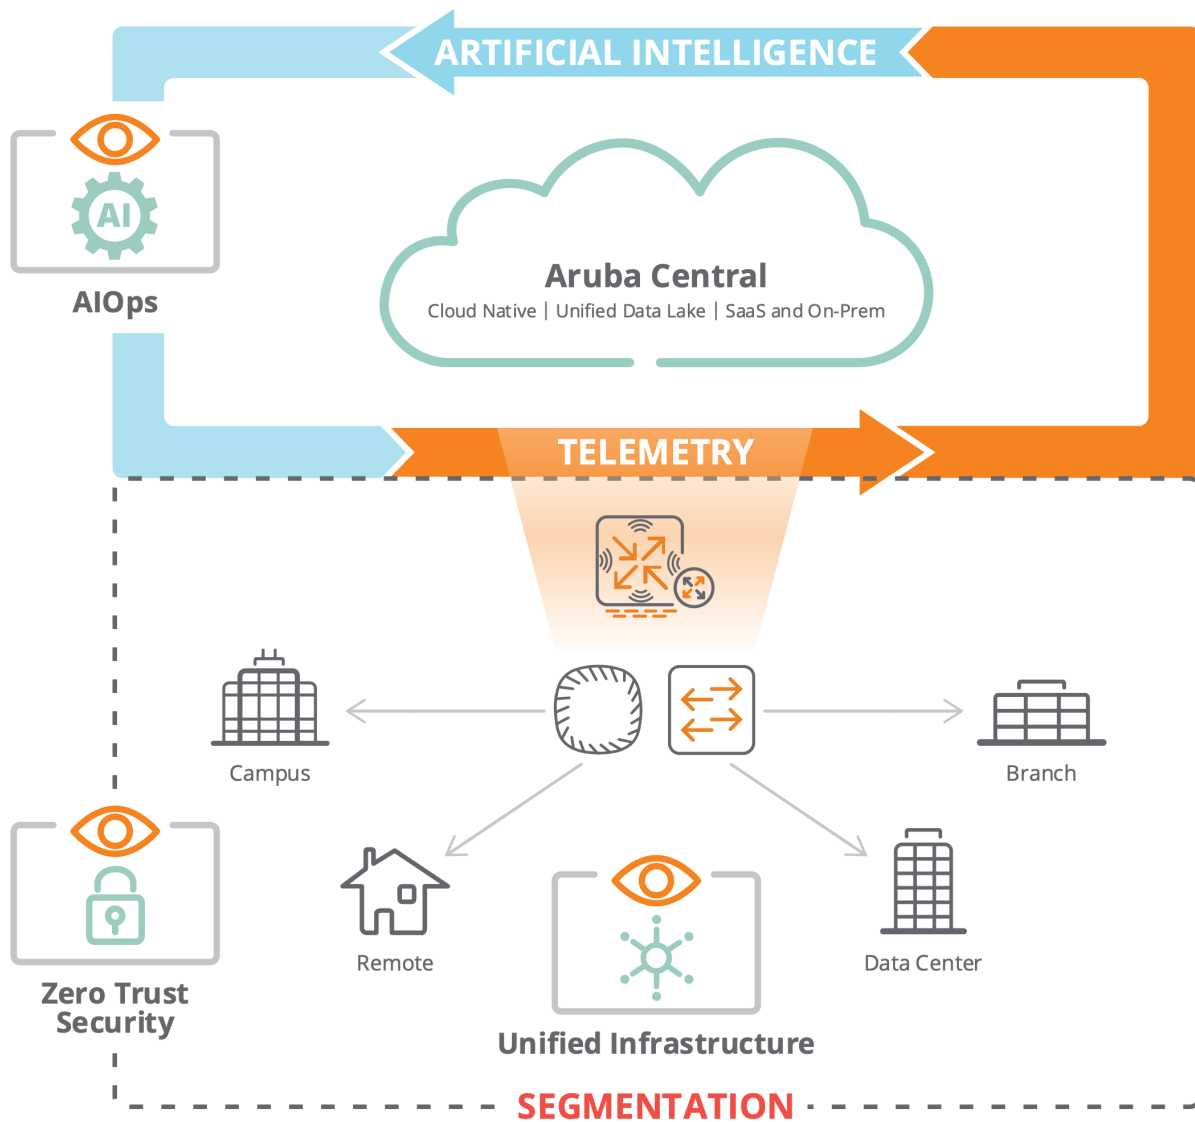 ARTIFICIAL INTELLIGENCE
AI
AIOps
Aruba Central
Cloud Native | Unified Data Lake | SaaS and On-Prem
TELEMETRY
Campus
Branch
Remote
Data Center
Zero Trust
Security
Unified Infrastructure
SEGMENTATION